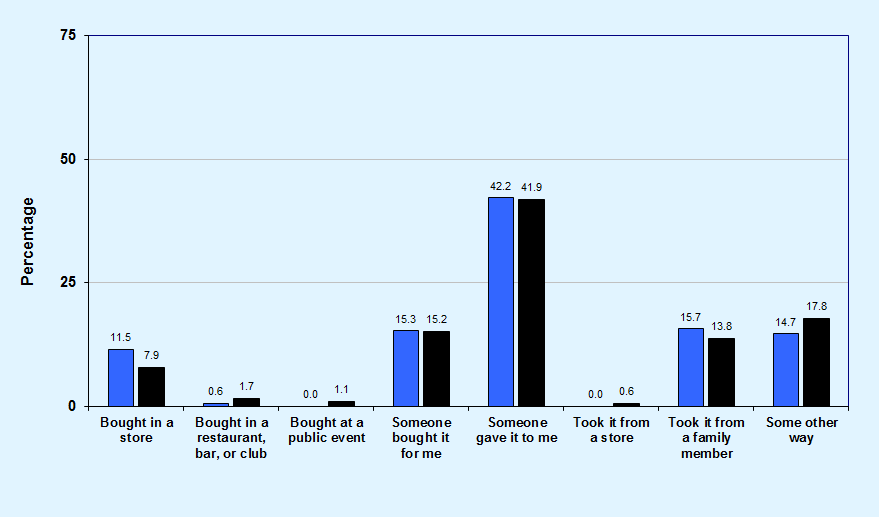 75
50
25
0
Percentage
11.5
7.9
0.6
1.7
0.0
1.1
15.3
15.2
42.2
41.9
0.0
0.6
15.7
13.8
14.7
17.8
Bought in a
store
Bought in a
restaurant,
bar, or club
Bought at a
public event
Someone
bought it
for me
Someone
gave it to me
Took it from
a store
Took it from
a family
member
Some other
way